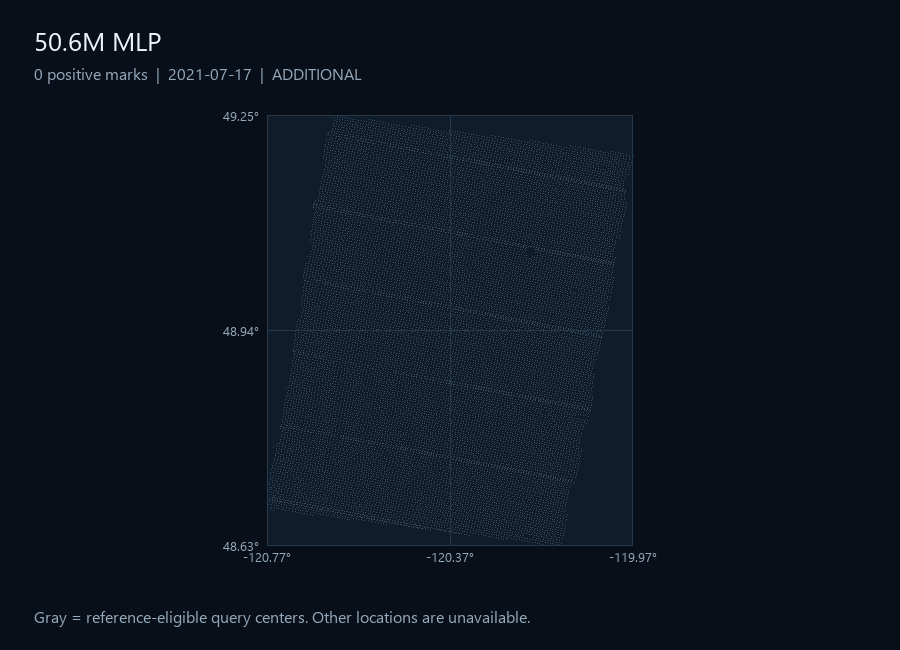 50.6M MLP
0 positive marks | 2021-07-17 | ADDITIONAL
49.25°
48.94°
48.63°
-120.77° -120.37° -119.97°
Gray = reference-eligible query centers. Other locations are unavailable.